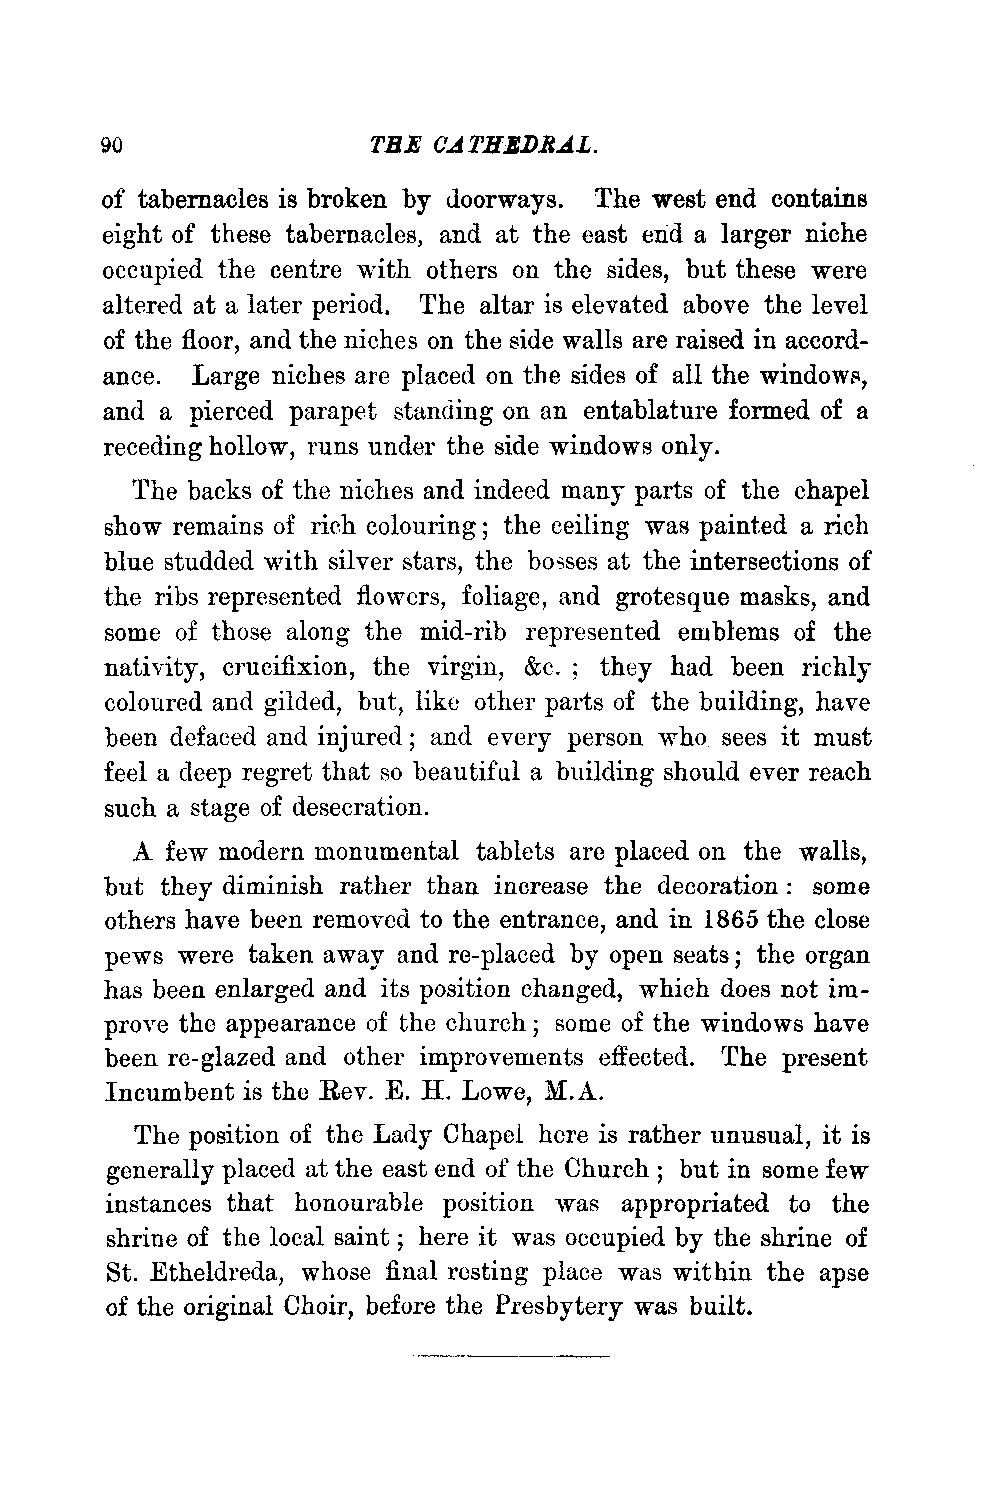 90 THE CATHEDRAL.
of tabernacles is broken by doorways. The west end contains
eight of these tabernacles, and at the east end a larger niche
occupied the centre with others on the sides, but these were
altered at a later period. The altar is elevated above the level
of the floor, and the niches on the side walls are raised in accord-
ance. Large niches are placed on the sides of all the windows,
and a pierced parapet standing on an entablature formed of a
receding hollow, runs under the side windows only.
The backs of the niches and indeed many parts of the chapel
show remains of rich colouring; the ceiling was painted a rich
blue studded with silver stars, the bosses at the intersections of
the ribs represented flowers, foliage, and grotesque masks, and
some of those along the mid-rib represented emblems of the
nativity, crucifixion, the virgin, &c. ; they had been richly
coloured and gilded, but, like other parts of the building, have
been defaced and injured; and every person who sees it must
feel a deep regret that so beautiful a building should ever reach
such a stage of desecration.
A few modern monumental tablets are placed on the walls,
but they diminish rather than increase the decoration: some
others have been removed to the entrance, and in 1865 the close
pews were taken away and re-placed by open seats; the organ
has been enlarged and its position changed, which does not im-
prove the appearance of the church; some of the windows have
been re-glazed and other improvements effected. The present
Incumbent is the Rev. E. H. Lowe, M.A.
The position of the Lady Chapel here is rather unusual, it is
generally placed at the east end of the Church; but in some few
instances that honourable position was appropriated to the
shrine of the local saint; here it was occupied by the shrine of
St. Etheldreda, whose final resting place was within the apse
of the original Choir, before the Presbytery was built.